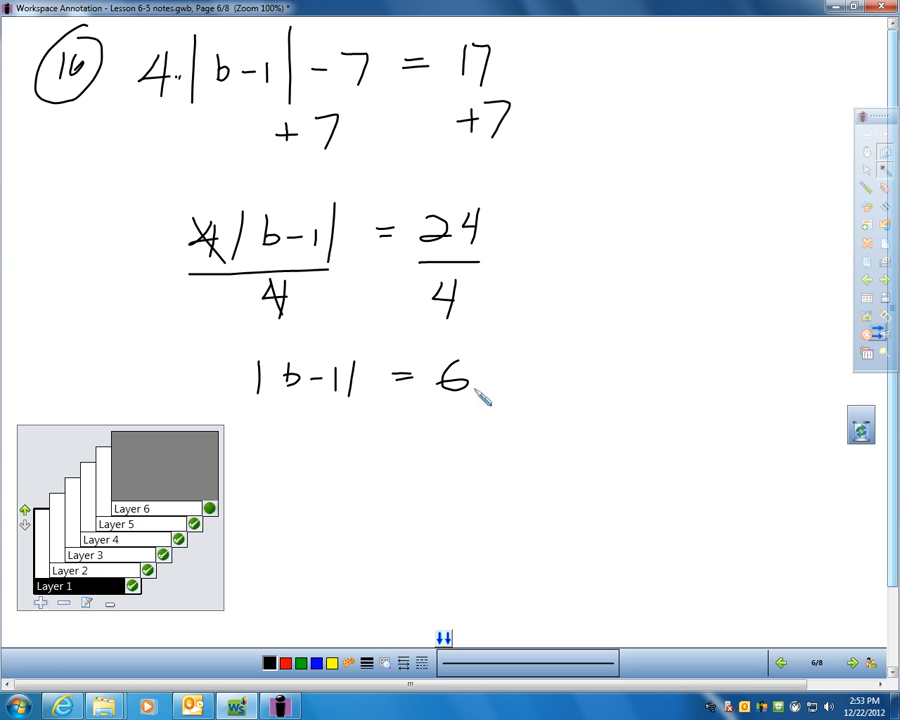 Workspace Annotation - Lesson 6-5 notes.gwb, Page 6/8 (Zoom 100%) *
16 4·|b-1| - 7 = 17
+7 +7
4|b-1| = 24
4 4
|b-1| = 6
Layer 6
Layer 5
Layer 4
Layer 3
Layer 2
Layer 1
6/8
2:53 PM
12/22/2012